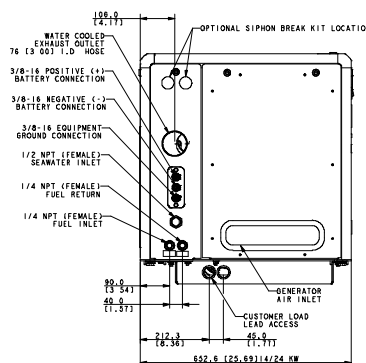 106.0
[4.17]
OPTIONAL SIPHON BREAK KIT LOCATIO
WATER COOLED
EXHAUST OUTLET
76 [3 00] I.D HOSE
3/8-16 POSITIVE (+)
BATTERY CONNECTION
3/8-16 NEGATIVE (-)
BATTERY CONNECTION
3/8-16 EQUIPMENT
GROUND CONNECTION
1/2 NPT (FEMALE)
SEAWATER INLET
1/4 NPT (FEMALE)
FUEL RETURN
1/4 NPT (FEMALE)
FUEL INLET
90.0
[3 54]
40.0
[1.57]
GENERATOR
AIR INLET
CUSTOMER LOAD
LEAD ACCESS
212.3
[8.36]
45.0
[1.77]
652.6 [25.69]14/24 KW